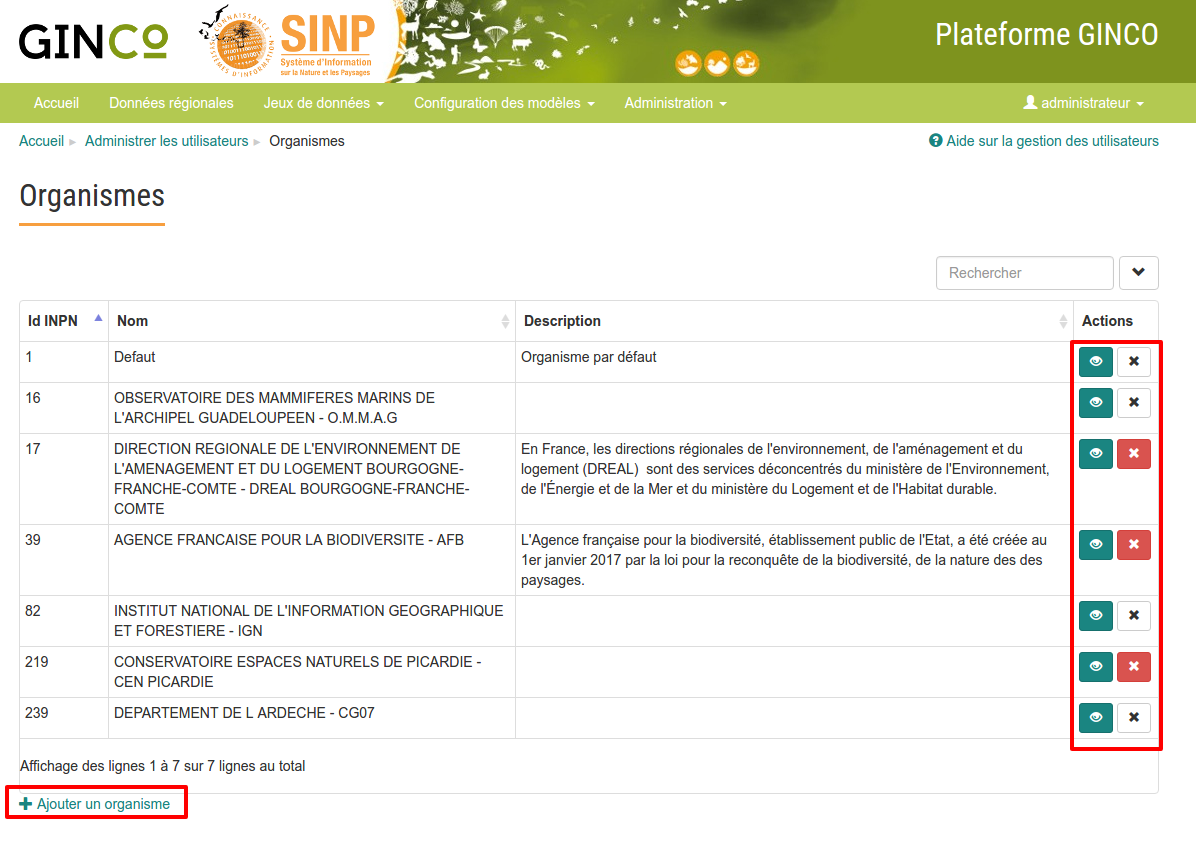 GINCO
CONNAISSANCE
SYSTÈMES D'INFORMATION
SINP
Système d'Information
sur la Nature et les Paysages
Plateforme GINCO
Accueil Données régionales Jeux de données Configuration des modèles Administration administrateur
Accueil Administrer les utilisateurs Organismes Aide sur la gestion des utilisateurs
Organismes
Rechercher
Id INPN Nom Description Actions
1 Defaut Organisme par défaut
16 OBSERVATOIRE DES MAMMIFERES MARINS DE
L'ARCHIPEL GUADELOUPEEN - O.M.M.A.G
17 DIRECTION REGIONALE DE L'ENVIRONNEMENT DE
L'AMENAGEMENT ET DU LOGEMENT BOURGOGNE-
FRANCHE-COMTE - DREAL BOURGOGNE-FRANCHE-
COMTE
En France, les directions régionales de l'environnement, de l'aménagement et du
logement (DREAL) sont des services déconcentrés du ministère de l'Environnement,
de l'Énergie et de la Mer et du ministère du Logement et de l'Habitat durable.
39 AGENCE FRANCAISE POUR LA BIODIVERSITE - AFB
L'Agence française pour la biodiversité, établissement public de l'Etat, a été créée au
1er janvier 2017 par la loi pour la reconquête de la biodiversité, de la nature des des
paysages.
82 INSTITUT NATIONAL DE L'INFORMATION GEOGRAPHIQUE
ET FORESTIERE - IGN
219 CONSERVATOIRE ESPACES NATURELS DE PICARDIE -
CEN PICARDIE
239 DEPARTEMENT DE L ARDECHE - CG07
Affichage des lignes 1 à 7 sur 7 lignes au total
Ajouter un organisme